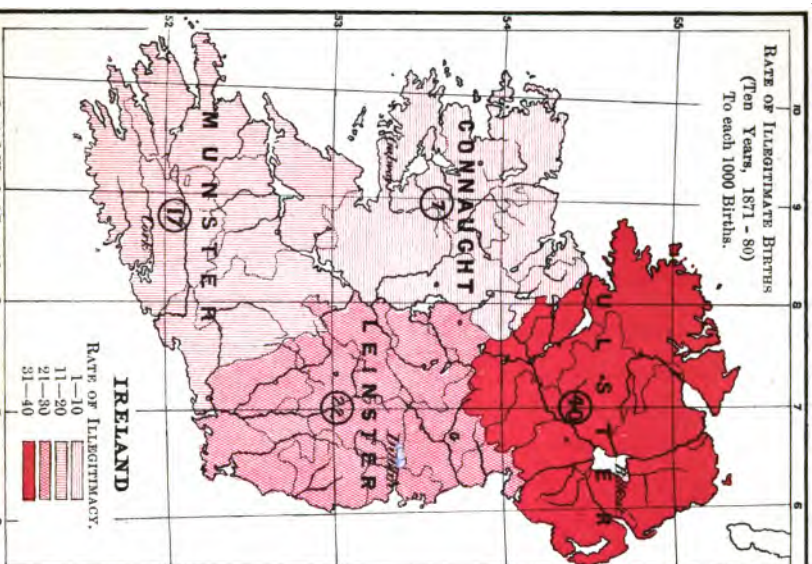 RATE OF ILLEGITIMATE BIRTHS
(Ten Years, 1871 - 80)
To each 1000 Births.
10
9
8
7
6
55
54
53
52
ULSTER
40
Belfast
CONNAUGHT
7
LEINSTER
22
Dublin
MUNSTER
17
Cork
IRELAND
RATE OF ILLEGITIMACY.
1—10
11—20
21—30
31—40